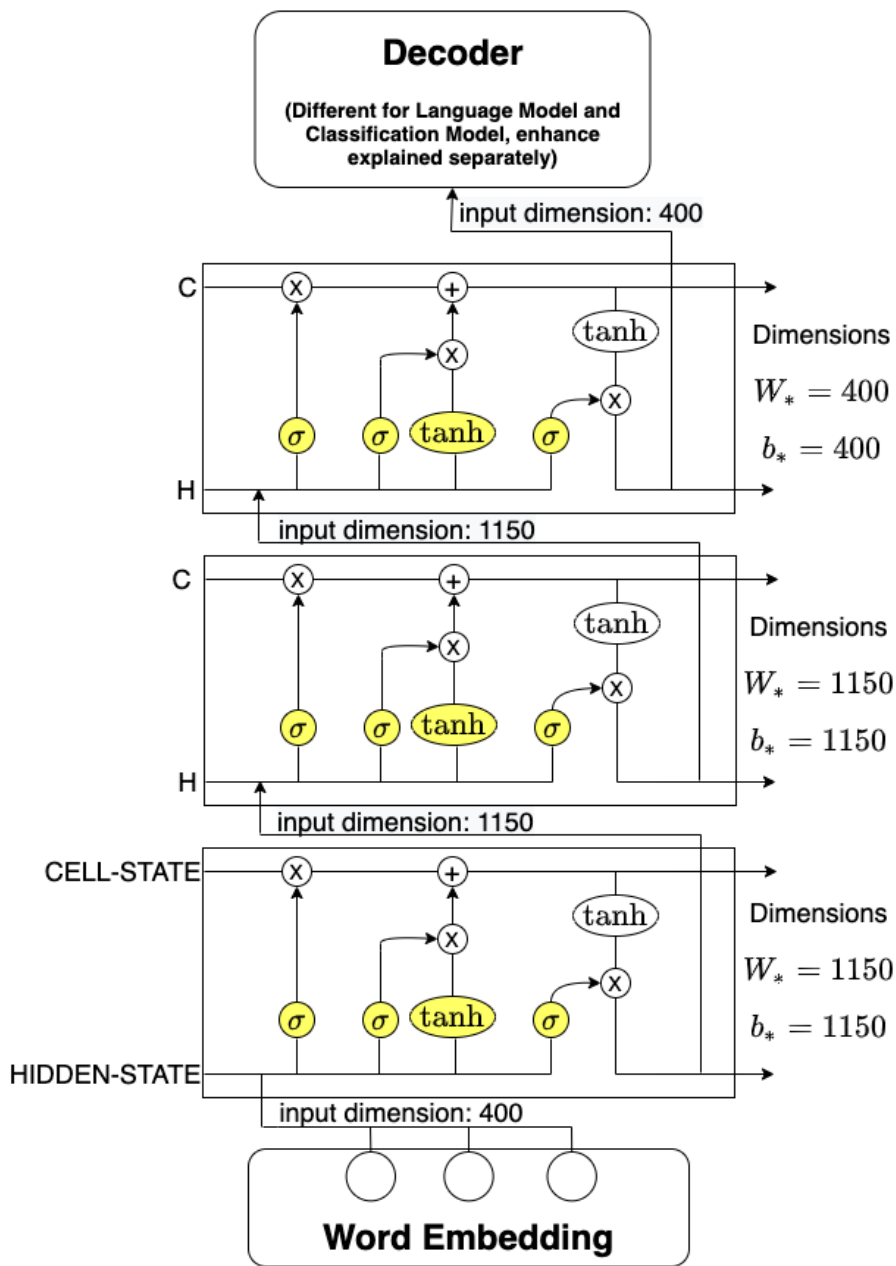 Decoder
(Different for Language Model and
Classification Model, enhance
explained separately)
input dimension: 400
C
X
+
tanh
Dimensions
X
W* = 400
X
σ
σ
tanh
σ
b* = 400
H
input dimension: 1150
C
X
+
tanh
Dimensions
X
W* = 1150
X
σ
σ
tanh
σ
b* = 1150
H
input dimension: 1150
CELL-STATE
X
+
tanh
Dimensions
X
W* = 1150
X
σ
σ
tanh
σ
b* = 1150
HIDDEN-STATE
input dimension: 400
Word Embedding